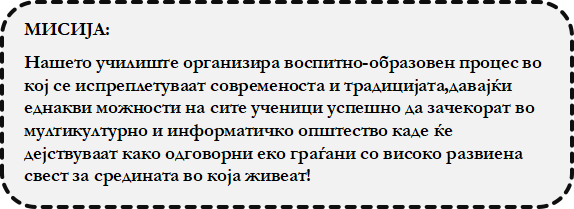 МИСИЈА:
Нашето училиште организира воспитно-образовен процес во
кој се испреплетуваат современоста и традицијата,давајќи
еднакви можности на сите ученици успешно да зачекорат во
мултикултурно и информатичко општество каде ќе
дејствуваат како одговорни еко граѓани со високо развиена
свест за средината во која живеат!